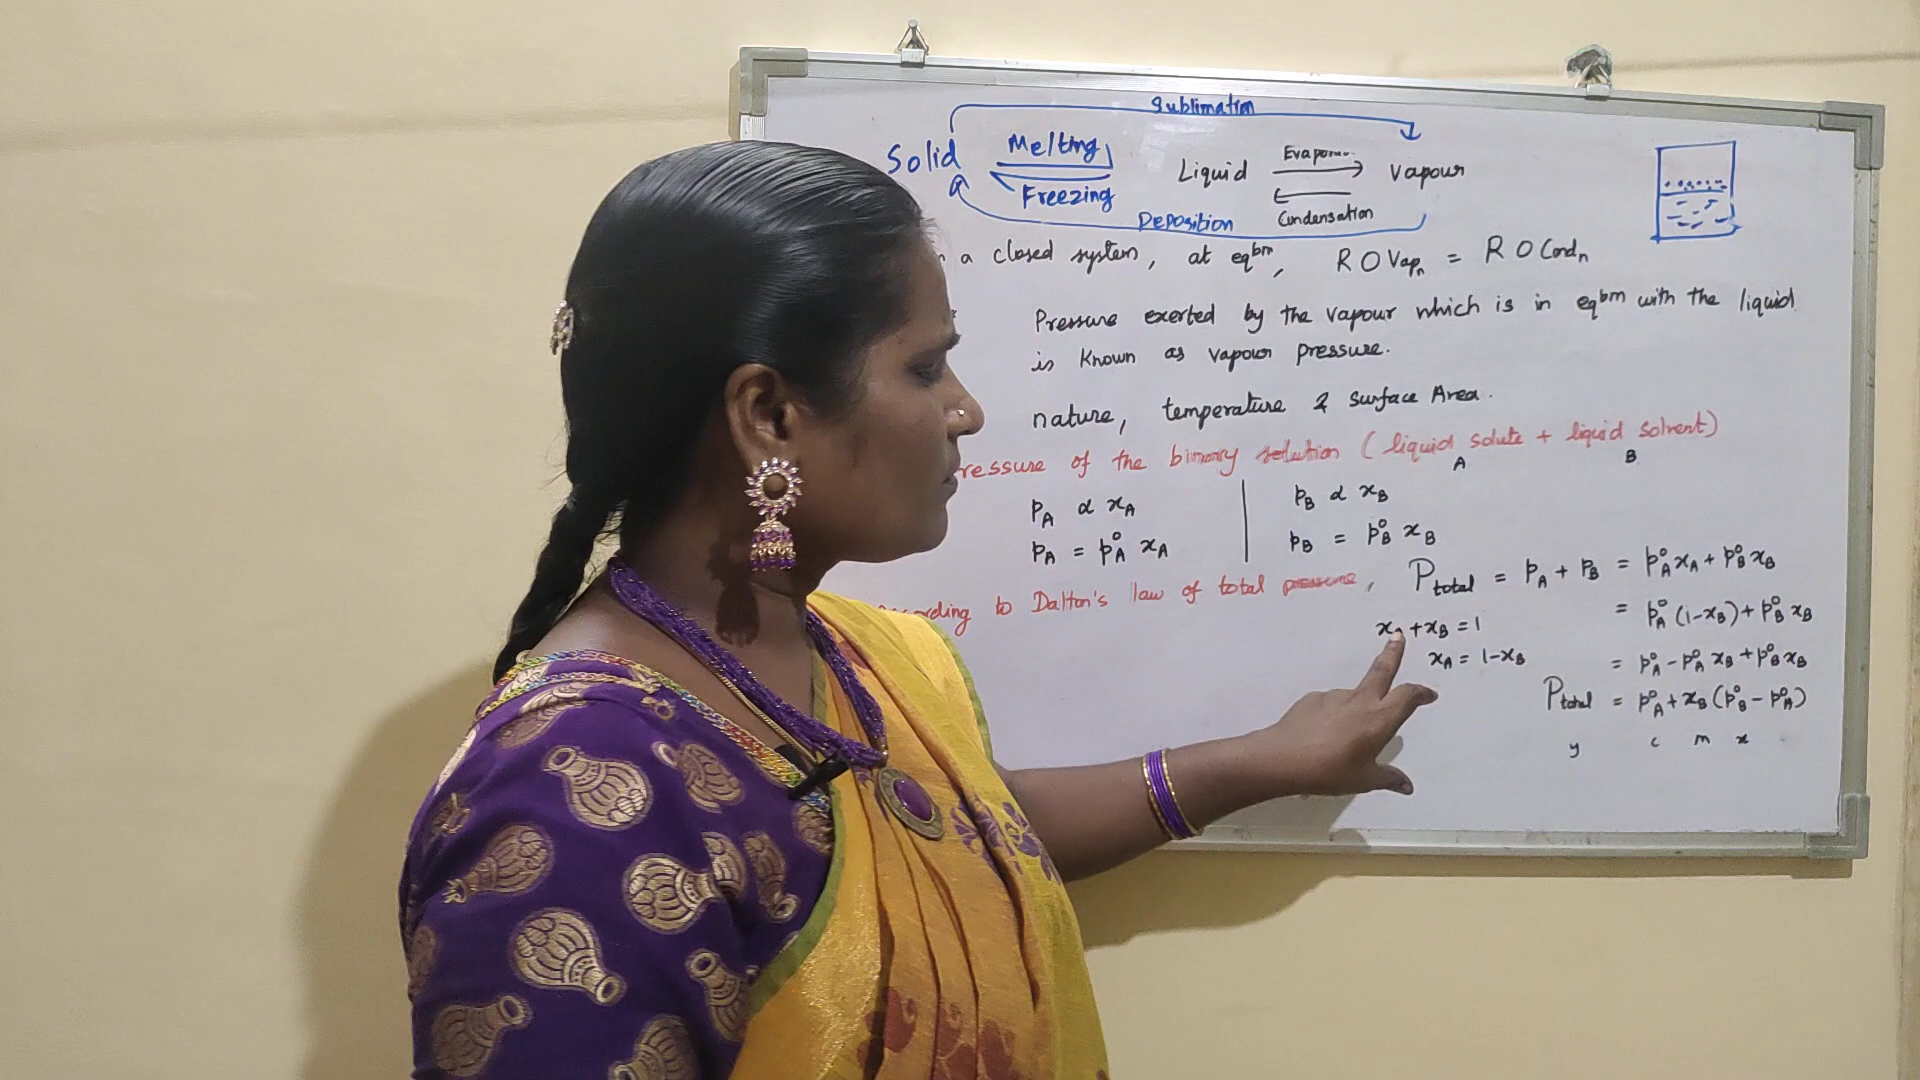 Sublimation
Solid Melting Liquid Evapora.. Vapour
Freezing Condensation
Deposition
a closed system, at eqbm, R O Vapn = R O Condn
Pressure exerted by the vapour which is in eqbm with the liquid
is known as vapour pressure.
nature, temperature & surface Area.
ressure of the binary solution (liquid solute + liquid solvent)
A B
pA α xA pB α xB
pA = p°A xA pB = p°B xB
ording to Dalton's law of total pressure, Ptotal = pA + pB = p°A xA + p°B xB
= p°A (1-xB) + p°B xB
x +xB = 1
xA = 1-xB = p°A - p°A xB + p°B xB
Ptotal = p°A + xB (p°B - p°A)
y c m x